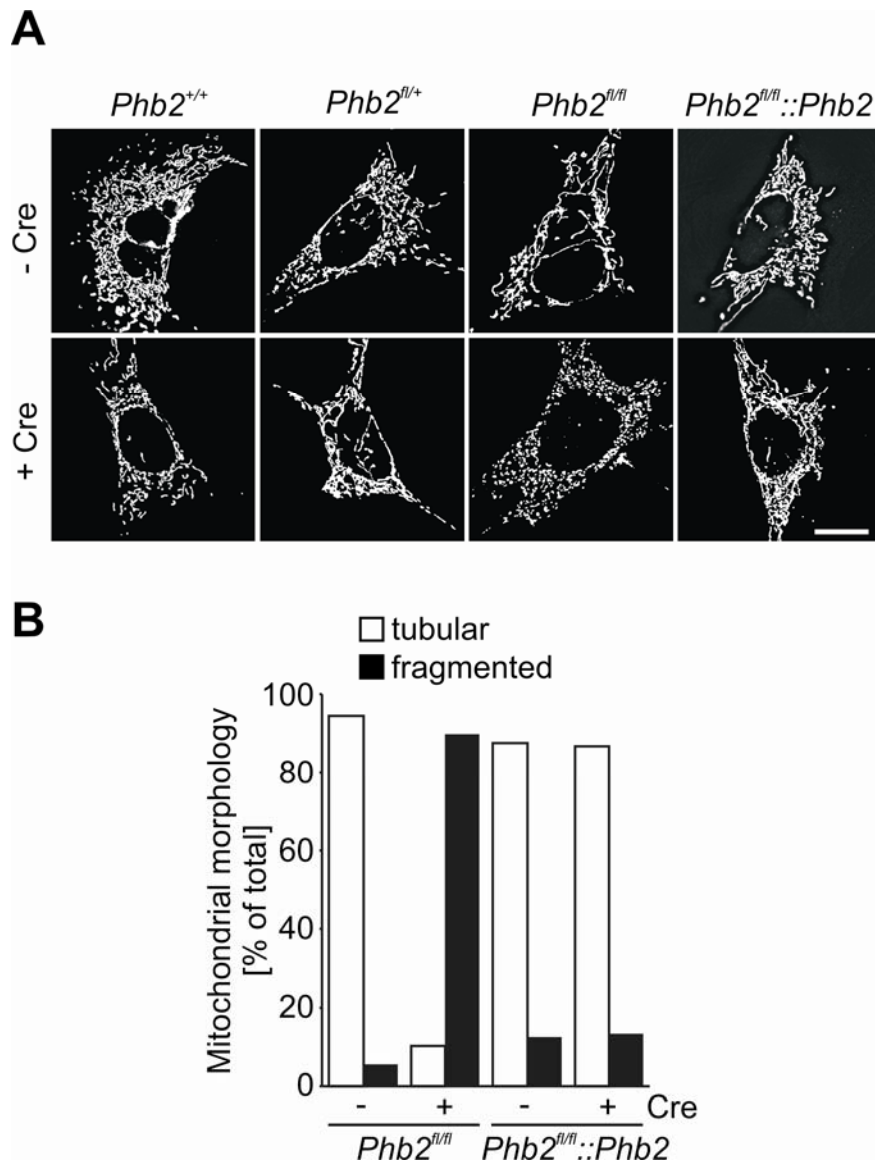 A
Phb2+/+ Phb2fl/+ Phb2fl/fl Phb2fl/fl::Phb2
- Cre
+ Cre
B
tubular
fragmented
Mitochondrial morphology
[% of total]
100
80
60
40
20
0
- + - + Cre
Phb2fl/fl Phb2fl/fl::Phb2